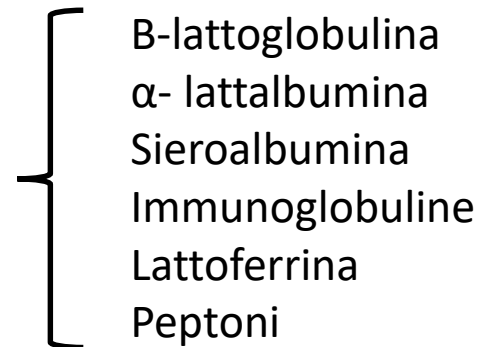 B-lattoglobulina
α- lattalbumina
Sieroalbumina
Immunoglobuline
Lattoferrina
Peptoni